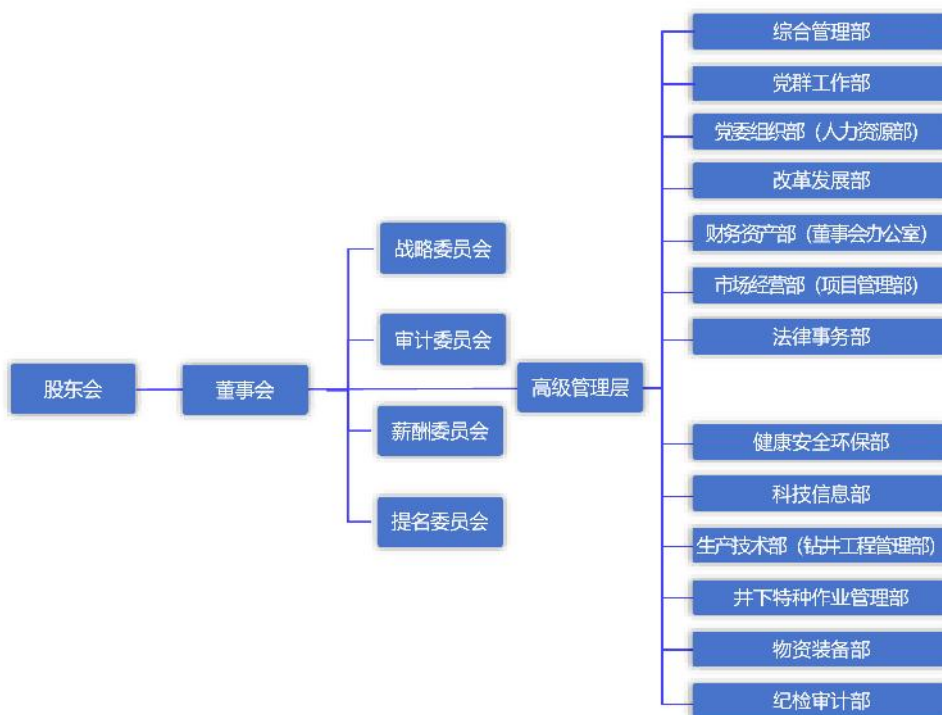 股东会
董事会
战略委员会
审计委员会
薪酬委员会
提名委员会
高级管理层
综合管理部
党群工作部
党委组织部（人力资源部）
改革发展部
财务资产部（董事会办公室）
市场经营部（项目管理部）
法律事务部
健康安全环保部
科技信息部
生产技术部（钻井工程管理部）
井下特种作业管理部
物资装备部
纪检审计部